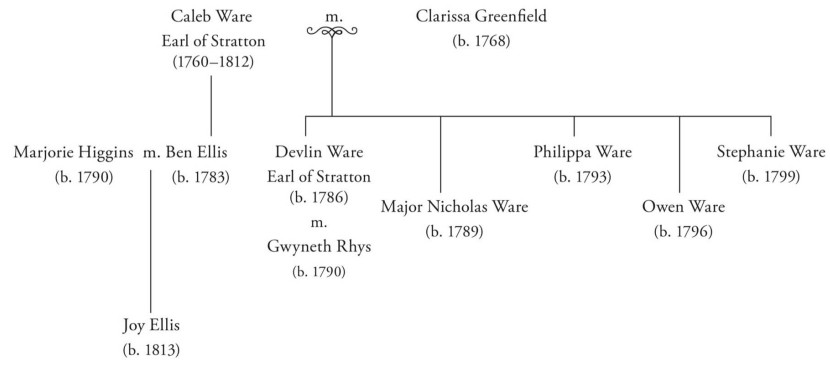 Caleb Ware m. Clarissa Greenfield
Earl of Stratton (b. 1768)
(1760–1812)
Marjorie Higgins m. Ben Ellis Devlin Ware Philippa Ware Stephanie Ware
(b. 1790) (b. 1783) Earl of Stratton (b. 1793) (b. 1799)
(b. 1786)
Major Nicholas Ware Owen Ware
m.
(b. 1789) (b. 1796)
Gwyneth Rhys
(b. 1790)
Joy Ellis
(b. 1813)